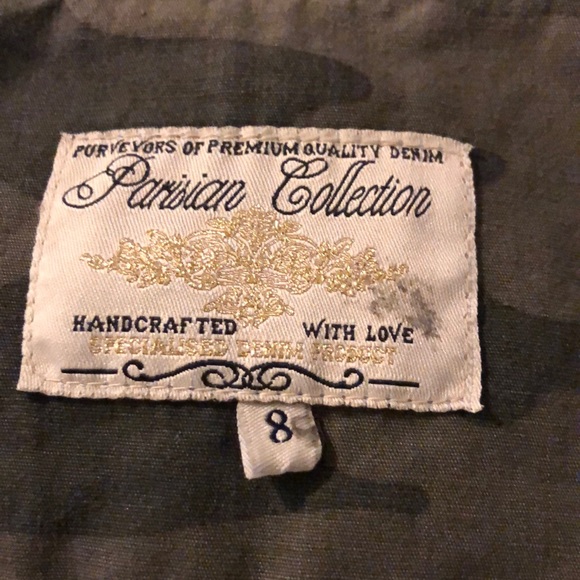 PURVEYORS OF PREMIUM QUALITY DENIM
Parisian Collection
HANDCRAFTED WITH LOVE
SPECIALISED DENIM PRODUCT
8